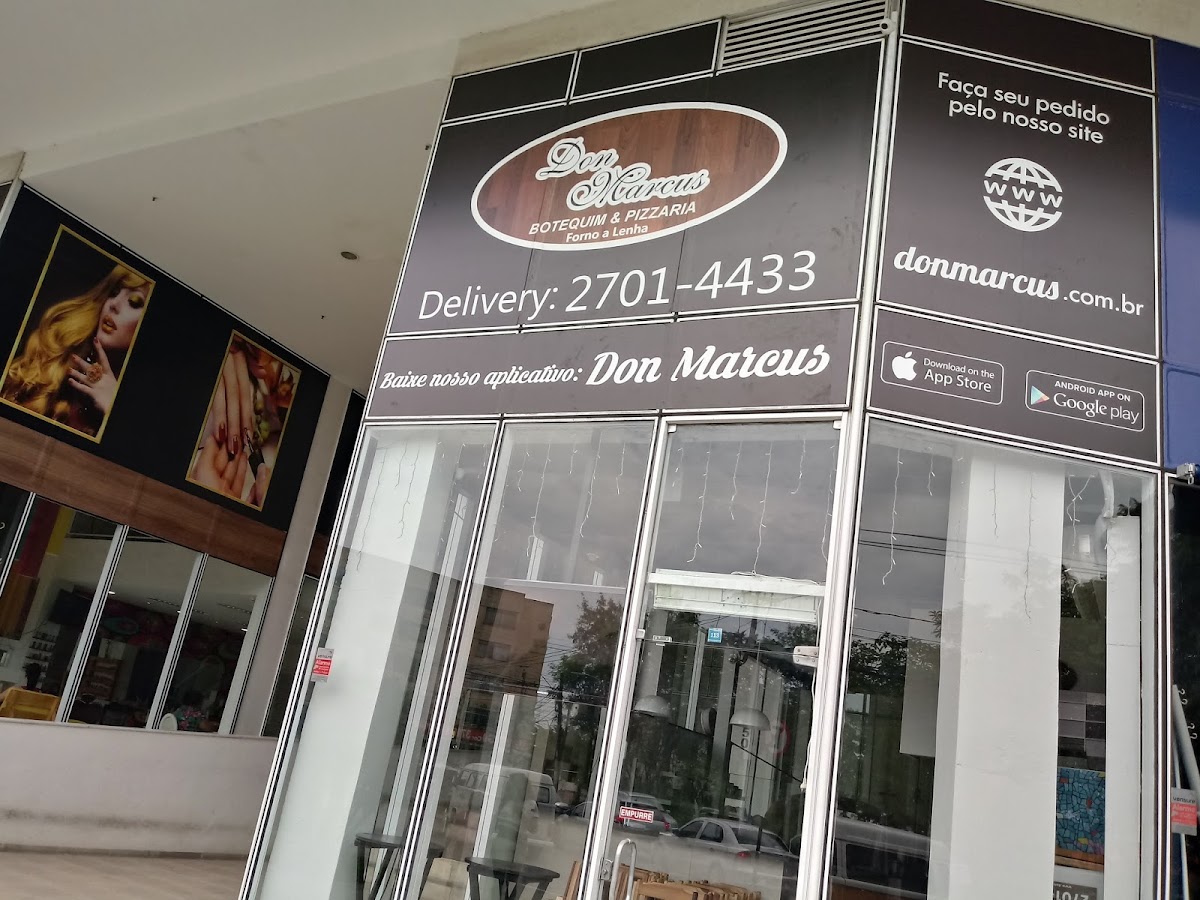 Don
Marcus
BOTEQUIM & PIZZARIA
Forno a Lenha
Delivery: 2701-4433
Baixe nosso aplicativo: Don Marcus
Faça seu pedido
pelo nosso site
WWW
donmarcus.com.br
Download on the
App Store
ANDROID APP ON
Google play
EMPURRE
113